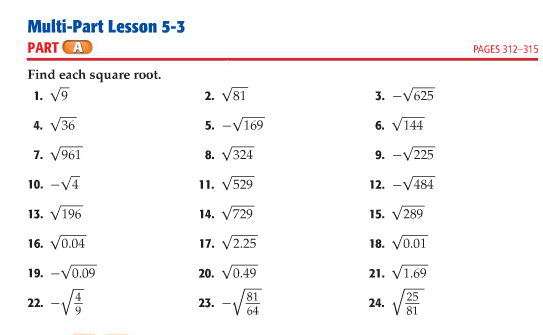 Multi-Part Lesson 5-3
PART A PAGES 312–315
Find each square root.
1. √9 2. √81 3. −√625
4. √36 5. −√169 6. √144
7. √961 8. √324 9. −√225
10. −√4 11. √529 12. −√484
13. √196 14. √729 15. √289
16. √0.04 17. √2.25 18. √0.01
19. −√0.09 20. √0.49 21. √1.69
22. −√(4/9) 23. −√(81/64) 24. √(25/81)